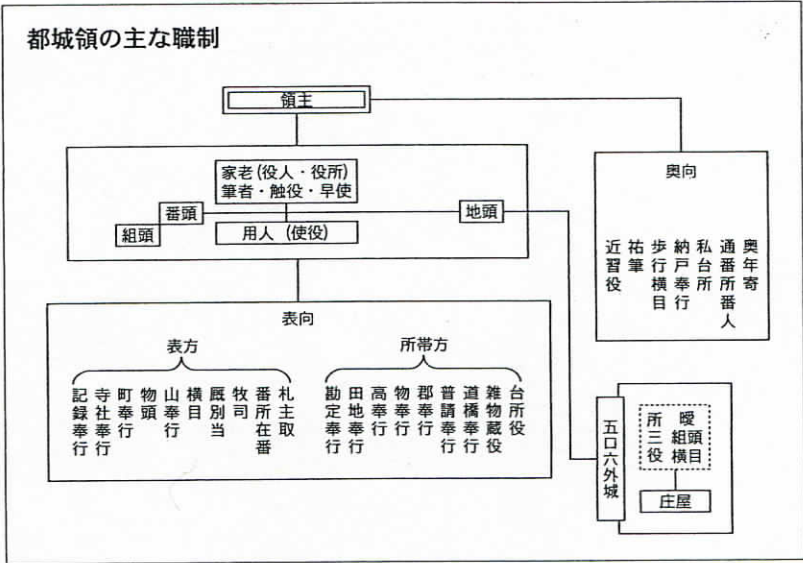 都城領の主な職制
領主
家老(役人・役所)
筆者・触役・早使
番頭
地頭
組頭
用人 (使役)
奥向
奥年寄
通番所番人
私台所
納戸奉行
歩行横目
祐筆
近習役
表向
表方
所帯方
札主取
番所在番
牧司
厩別当
横目
山奉行
物頭
町奉行
寺社奉行
記録奉行
台所役
雑物蔵役
道橋奉行
普請奉行
郡奉行
物奉行
高奉行
田地奉行
勘定奉行
五口六外城
所三役
曖
組頭
横目
庄屋